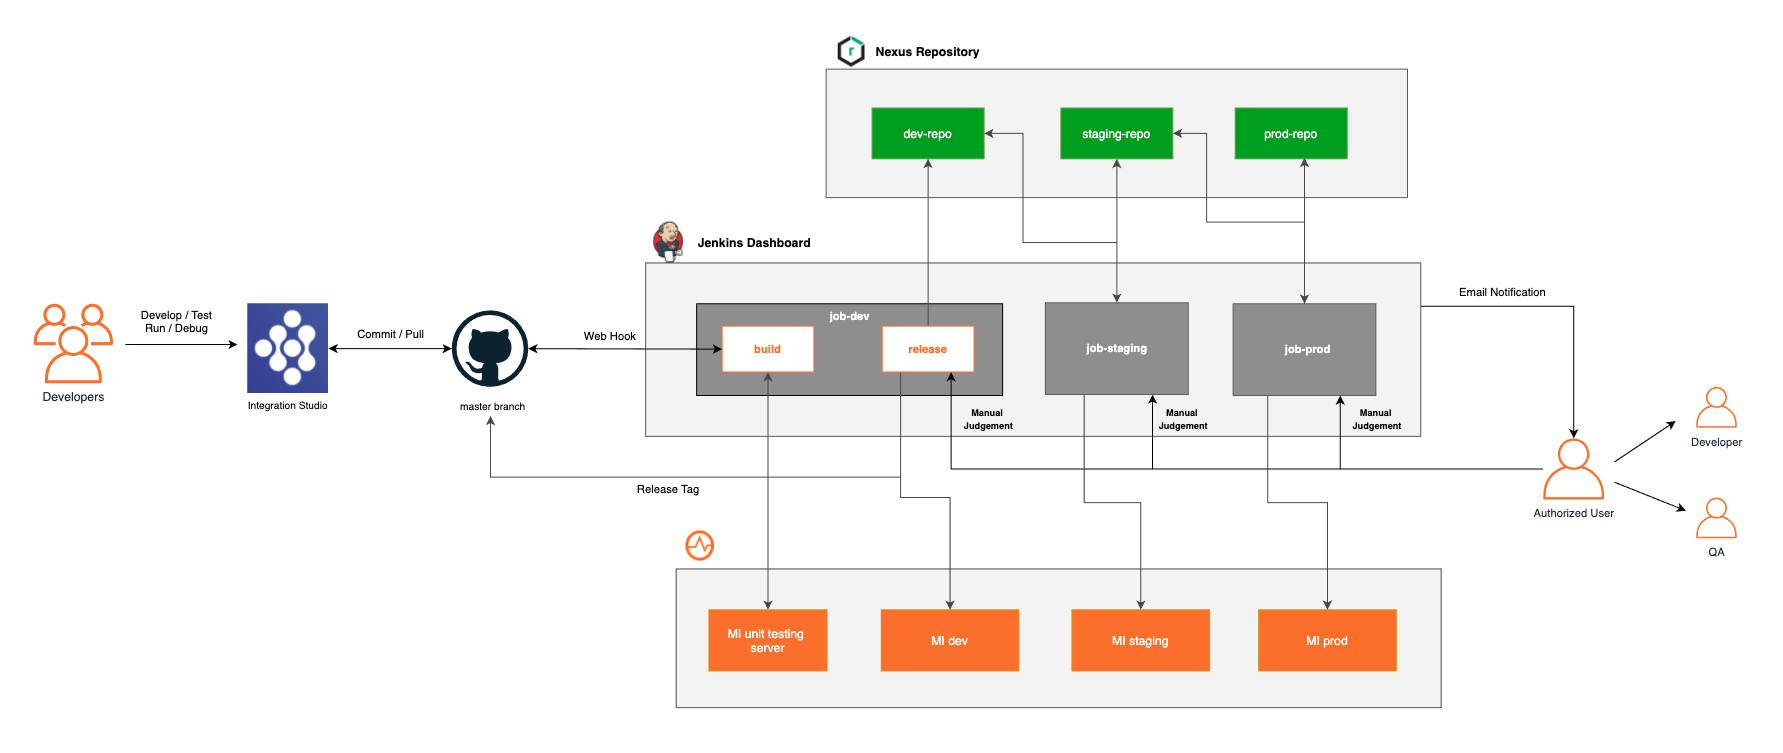 Nexus Repository
dev-repo
staging-repo
prod-repo
Jenkins Dashboard
Email Notification
Develop / Test
Run / Debug
Commit / Pull
Web Hook
job-dev
build
release
job-staging
job-prod
Developers
Integration Studio
master branch
Manual
Judgement
Manual
Judgement
Manual
Judgement
Developer
Release Tag
Authorized User
QA
MI unit testing
server
MI dev
MI staging
MI prod